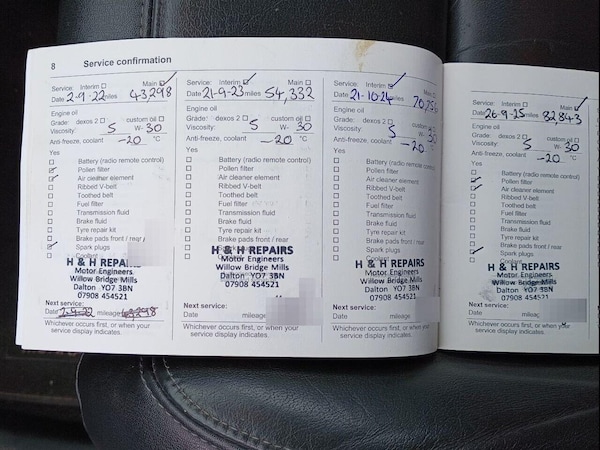 8 Service confirmation
Service: Interim Main
Date 2-9-22 miles 43,298
Engine oil
Grade: dexos 2 custom oil
Viscosity: 5 W- 30
Anti-freeze, coolant -20 °C
Yes
Battery (radio remote control)
Pollen filter
Air cleaner element
Ribbed V-belt
Toothed belt
Fuel filter
Transmission fluid
Brake fluid
Tyre repair kit
Brake pads front / rear
Spark plugs
H & H REPAIRS
Motor Engineers
Willow Bridge Mills
Dalton YO7 3BN
07908 454521
Next service:
Date 2-9-22 mileage 63298
Whichever occurs first, or when your
service display indicates.
Service: Interim Main
Date 21-9-23 miles 54,332
Engine oil
Grade: dexos 2 custom oil
Viscosity: 5 W- 30
Anti-freeze, coolant -20 °C
Yes
Battery (radio remote control)
Pollen filter
Air cleaner element
Ribbed V-belt
Toothed belt
Fuel filter
Transmission fluid
Brake fluid
Tyre repair kit
Brake pads front / rear
H & H REPAIRS
Motor Engineers
Willow Bridge Mills
Dalton YO7 3BN
07908 454521
Next service:
Date mileage
Whichever occurs first, or when your
service display indicates.
Service: Interim Main
Date 21-10-24 miles
Engine oil
Grade: dexos 2 custom oil
Viscosity: 5 W- 30
Anti-freeze, coolant -20 °C
Yes
Battery (radio remote control)
Pollen filter
Air cleaner element
Ribbed V-belt
Toothed belt
Fuel filter
Transmission fluid
Brake fluid
Tyre repair kit
Brake pads front / rear
Spark plugs
H & H REPAIRS
Motor Engineers
Willow Bridge Mills
Dalton YO7 3BN
07908 454521
Next service:
Date
Whichever occurs first, or when your
service display indicates.
Service: Interim Main
Date 26-9-25 miles 82,843
Engine oil
Grade: dexos 2 custom oil
Viscosity: 5 W- 30
Anti-freeze, coolant -20 °C
Yes
Battery (radio remote control)
Pollen filter
Air cleaner element
Ribbed V-belt
Toothed belt
Fuel filter
Transmission fluid
Brake fluid
Tyre repair kit
Brake pads front / rear
Spark plugs
H & H REPAIRS
Motor Engineers
Willow Bridge Mills
Dalton YO7 3BN
07908 454521
Next service:
Date
Whichever occurs first, or when your
service display indicates.